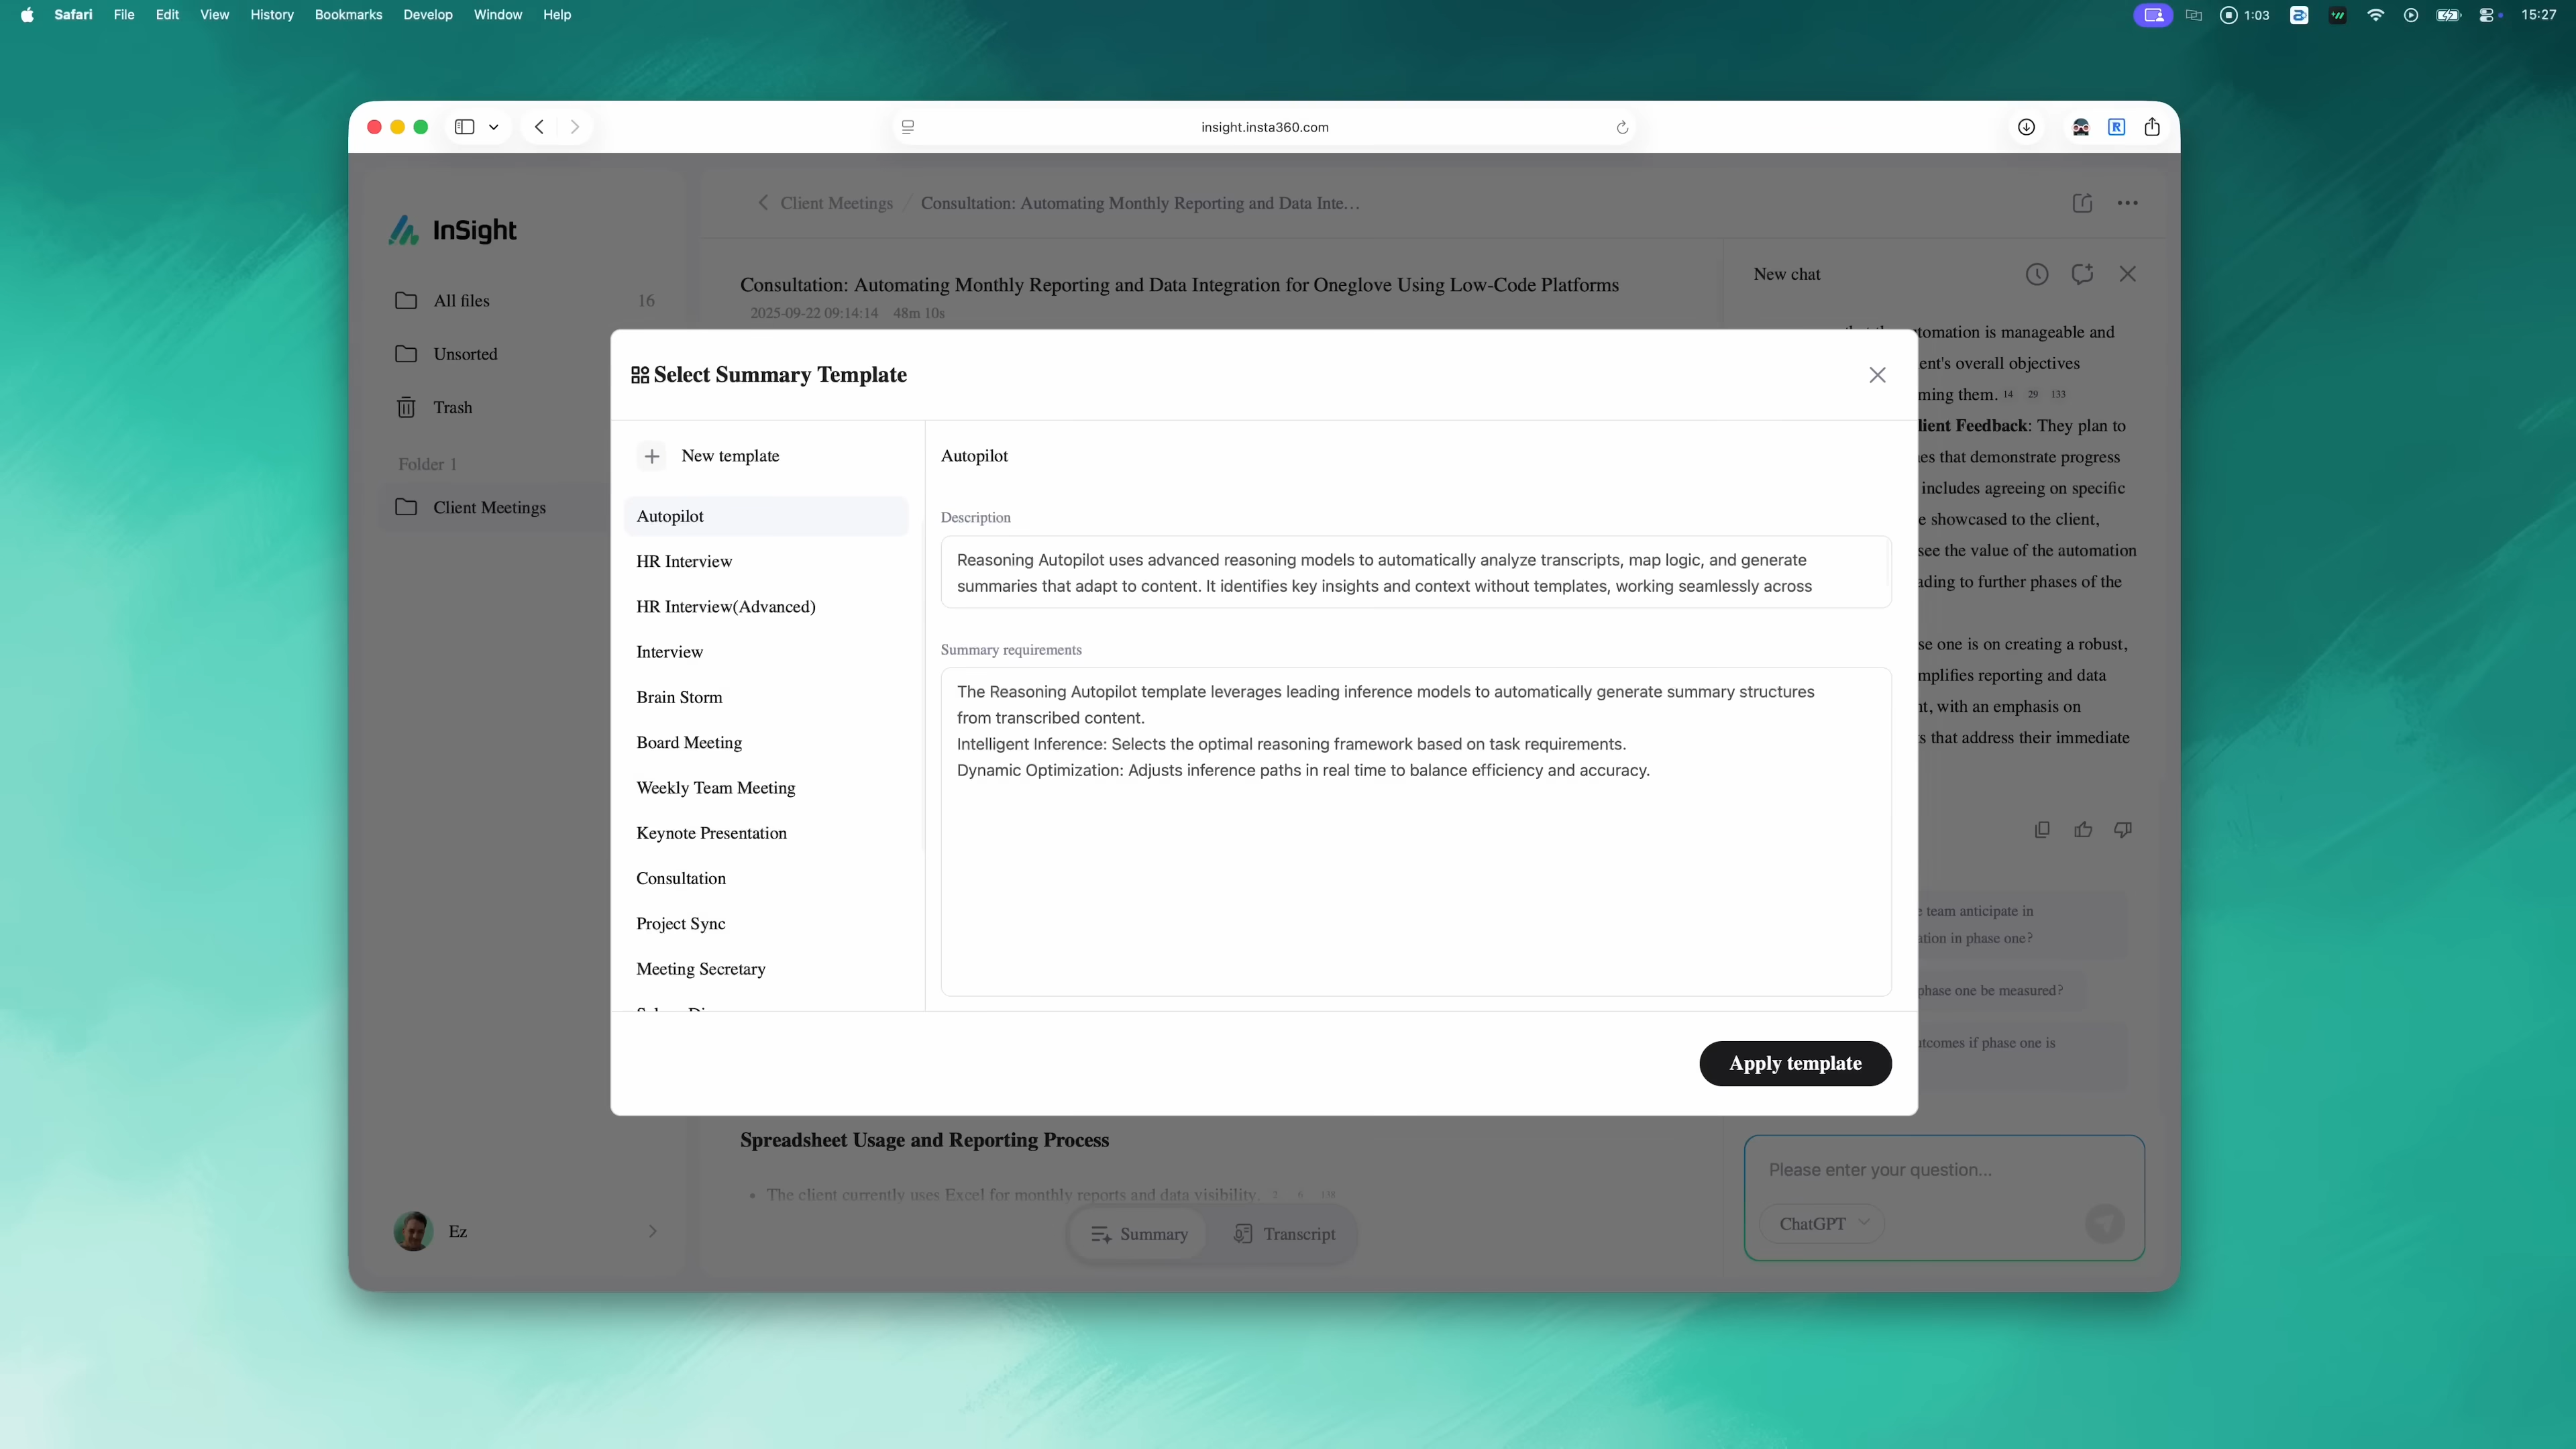 Safari File Edit View History Bookmarks Develop Window Help
1:03
15:27
insight.insta360.com
InSight
All files 16
Unsorted
Trash
Folder 1
Client Meetings
Ez
Client Meetings / Consultation: Automating Monthly Reporting and Data Inte...
Consultation: Automating Monthly Reporting and Data Integration for Oneglove Using Low-Code Platforms
2025-09-22 09:14:14 48m 10s
Select Summary Template
New template
Autopilot
HR Interview
HR Interview(Advanced)
Interview
Brain Storm
Board Meeting
Weekly Team Meeting
Keynote Presentation
Consultation
Project Sync
Meeting Secretary
Autopilot
Description
Reasoning Autopilot uses advanced reasoning models to automatically analyze transcripts, map logic, and generate
summaries that adapt to content. It identifies key insights and context without templates, working seamlessly across
Summary requirements
The Reasoning Autopilot template leverages leading inference models to automatically generate summary structures
from transcribed content.
Intelligent Inference: Selects the optimal reasoning framework based on task requirements.
Dynamic Optimization: Adjusts inference paths in real time to balance efficiency and accuracy.
Apply template
Spreadsheet Usage and Reporting Process
• The client currently uses Excel for monthly reports and data visibility. 2 6 138
Summary
Transcript
New chat
is manageable and
overall objectives
them. 14 29 133
Feedback: They plan to
that demonstrate progress
includes agreeing on specific
showcased to the client,
see the value of the automation
to further phases of the
one is on creating a robust,
reporting and data
with an emphasis on
that address their immediate
team anticipate in
in phase one?
phase one be measured?
if phase one is
Please enter your question...
ChatGPT